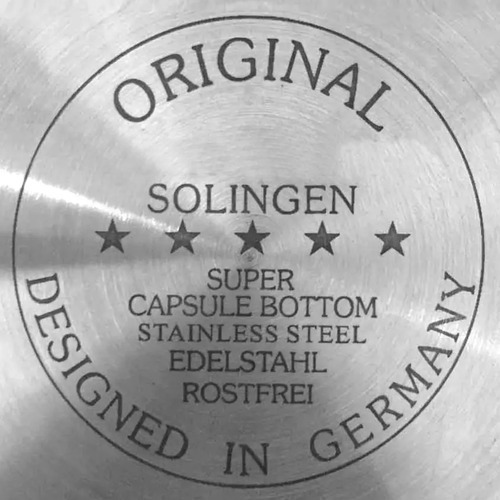 ORIGINAL
SOLINGEN
SUPER
CAPSULE BOTTOM
STAINLESS STEEL
EDELSTAHL
ROSTFREI
DESIGNED IN GERMANY